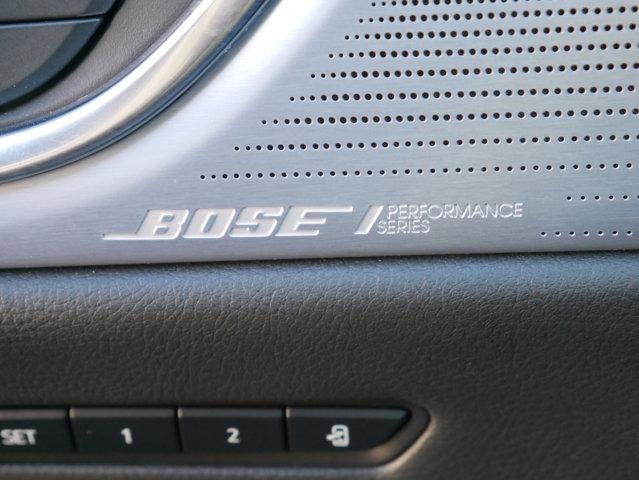 BOSE PERFORMANCE
SERIES
SET 1 2